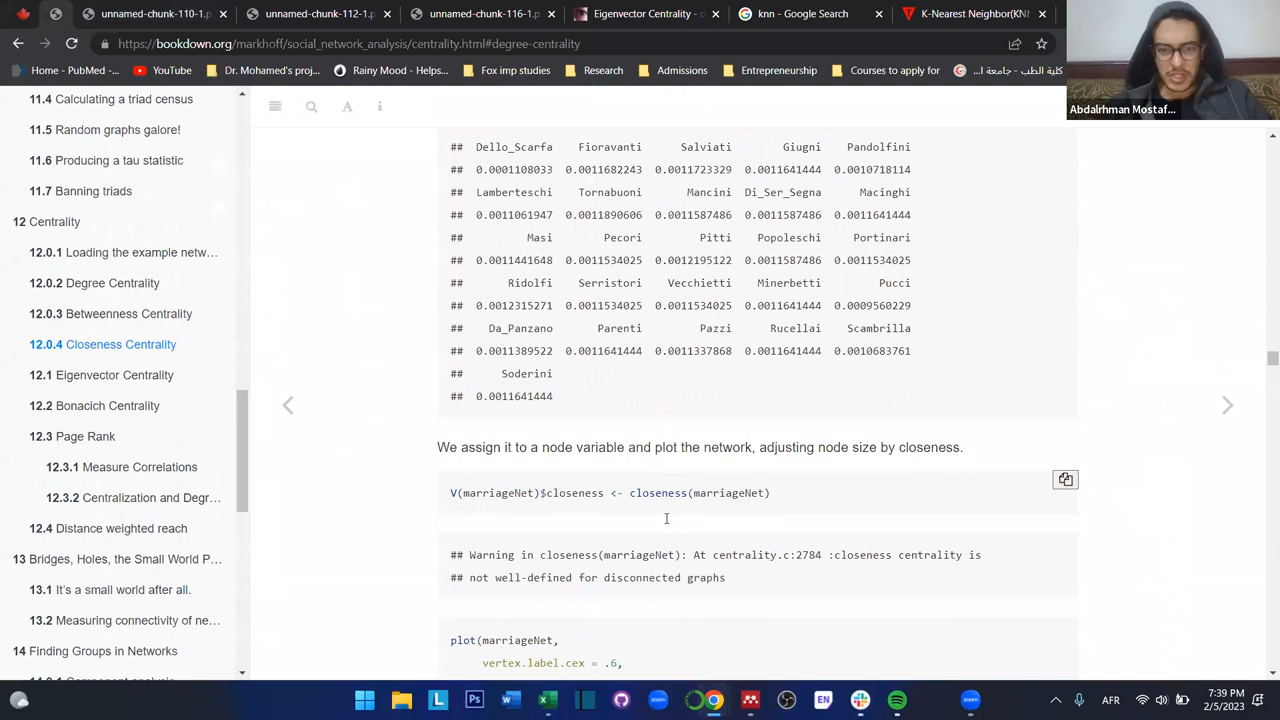 unnamed-chunk-110-1.p
unnamed-chunk-112-1.p
unnamed-chunk-116-1.p
Eigenvector Centrality - c
knn - Google Search
K-Nearest Neighbor(KN
https://bookdown.org/markhoff/social_network_analysis/centrality.html#degree-centrality
Home - PubMed -...
YouTube
Dr. Mohamed's proj...
Rainy Mood - Hearin...
Fox imp studies
Research
Admission
Entrepreneurship
Courses to apply for
كلية الطب - جامعة ا...
Abdalrhman Mostaf...
11.4 Calculating a triad census
11.5 Random graphs galore!
11.6 Producing a tau statistic
11.7 Banning triads
12 Centrality
12.0.1 Loading the example netw...
12.0.2 Degree Centrality
12.0.3 Betweenness Centrality
12.0.4 Closeness Centrality
12.1 Eigenvector Centrality
12.2 Bonacich Centrality
12.3 Page Rank
12.3.1 Measure Correlations
12.3.2 Centralization and Degr...
12.4 Distance weighted reach
13 Bridges, Holes, the Small World P...
13.1 It's a small world after all.
13.2 Measuring connectivity of ne...
14 Finding Groups in Networks
## Dello_Scarfa Fioravanti Salviati Giugni Pandolfini
## 0.0001108033 0.0011682243 0.0011723329 0.0011641444 0.0010718114
## Lamberteschi Tornabuoni Mancini Di_Ser_Segna Macinghi
## 0.0011061947 0.0011890606 0.0011587486 0.0011587486 0.0011641444
## Masi Pecori Pitti Popoleschi Portinari
## 0.0011441648 0.0011534025 0.0012195122 0.0011587486 0.0011534025
## Ridolfi Serristori Vecchietti Minerbetti Pucci
## 0.0012315271 0.0011534025 0.0011534025 0.0011641444 0.0009560229
## Da_Panzano Parenti Pazzi Rucellai Scambrilla
## 0.0011389522 0.0011641444 0.0011337868 0.0011641444 0.0010683761
## Soderini
## 0.0011641444
We assign it to a node variable and plot the network, adjusting node size by closeness.
V(marriageNet)$closeness <- closeness(marriageNet)
## Warning in closeness(marriageNet): At centrality.c:2784 :closeness centrality is
## not well-defined for disconnected graphs
plot(marriageNet,
vertex.label.cex = .6,
AFR
7:39 PM
2/5/2023